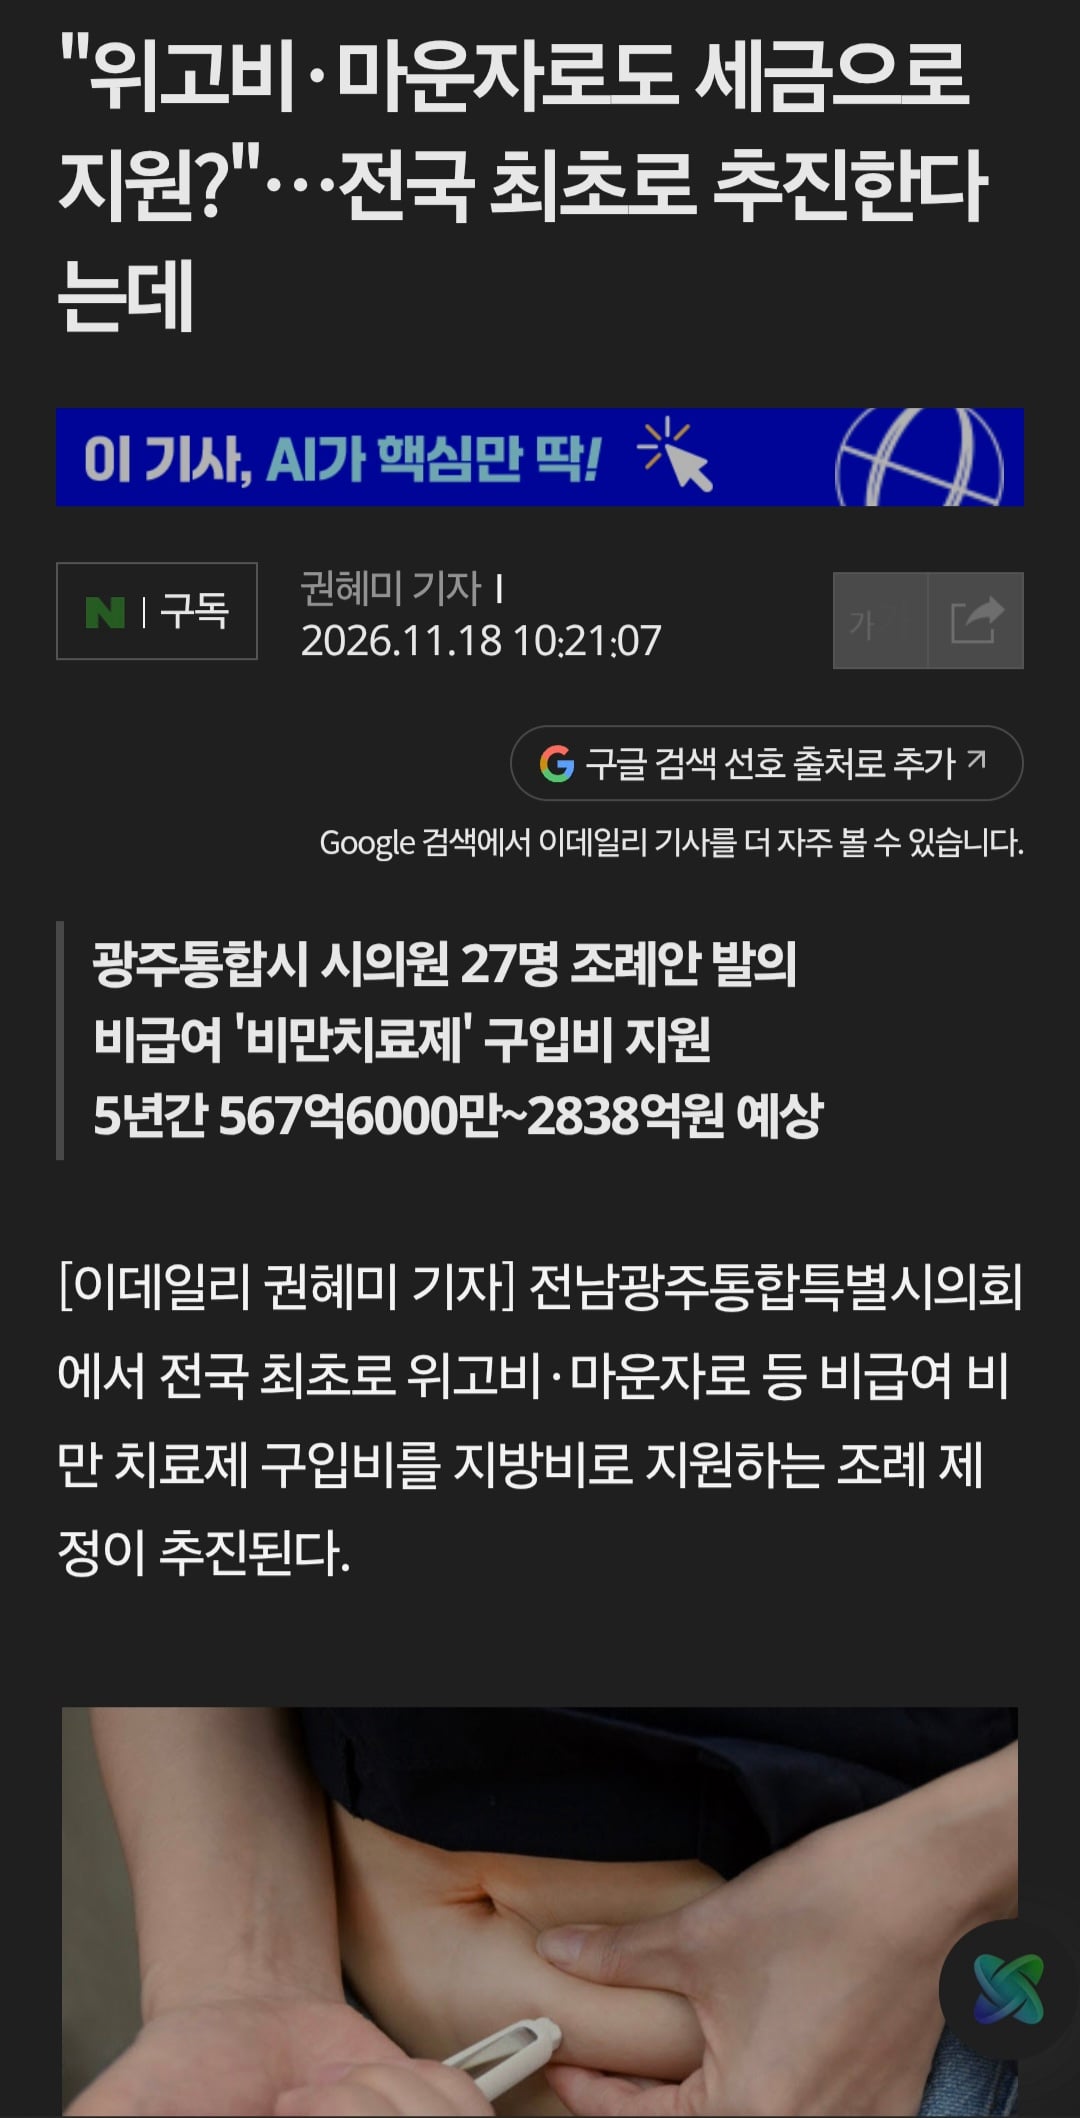 "위고비·마운자로도 세금으로
지원?"…전국 최초로 추진한다
는데
이 기사, AI가 핵심만 딱!
N | 구독
권혜미 기자 |
2026.11.18 10:21:07
가 가
구글 검색 선호 출처로 추가
Google 검색에서 이데일리 기사를 더 자주 볼 수 있습니다.
광주통합시 시의원 27명 조례안 발의
비급여 '비만치료제' 구입비 지원
5년간 567억6000만~2838억원 예상
[이데일리 권혜미 기자] 전남광주통합특별시의회
에서 전국 최초로 위고비·마운자로 등 비급여 비
만 치료제 구입비를 지방비로 지원하는 조례 제
정이 추진된다.